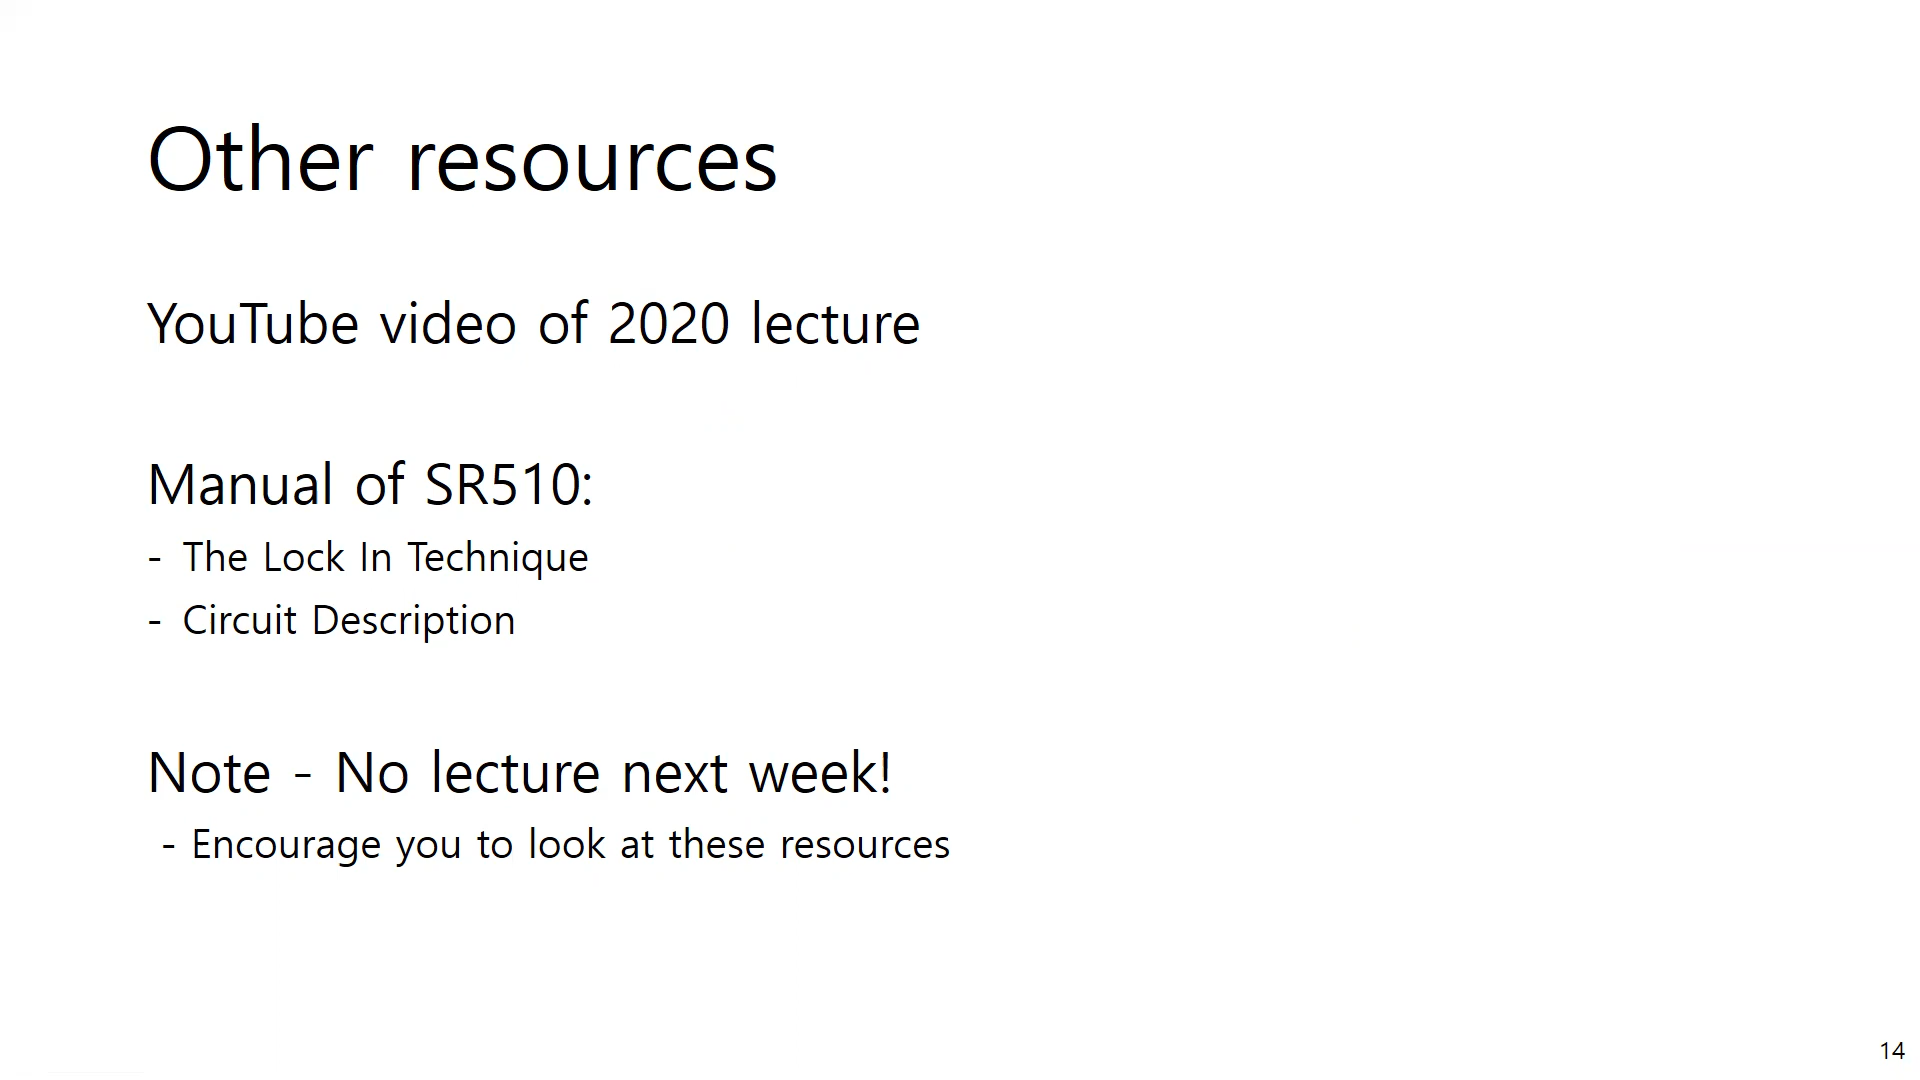 Other resources
YouTube video of 2020 lecture
Manual of SR510:
- The Lock In Technique
- Circuit Description
Note - No lecture next week!
- Encourage you to look at these resources
14